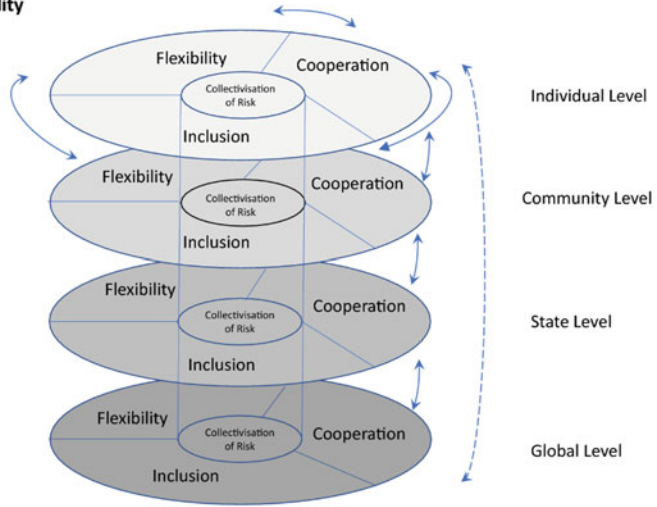 lity
Flexibility
Cooperation
Collectivisation
of Risk
Inclusion
Individual Level
Flexibility
Cooperation
Collectivisation
of Risk
Inclusion
Community Level
Flexibility
Cooperation
Collectivisation
of Risk
Inclusion
State Level
Flexibility
Cooperation
Collectivisation
of Risk
Inclusion
Global Level